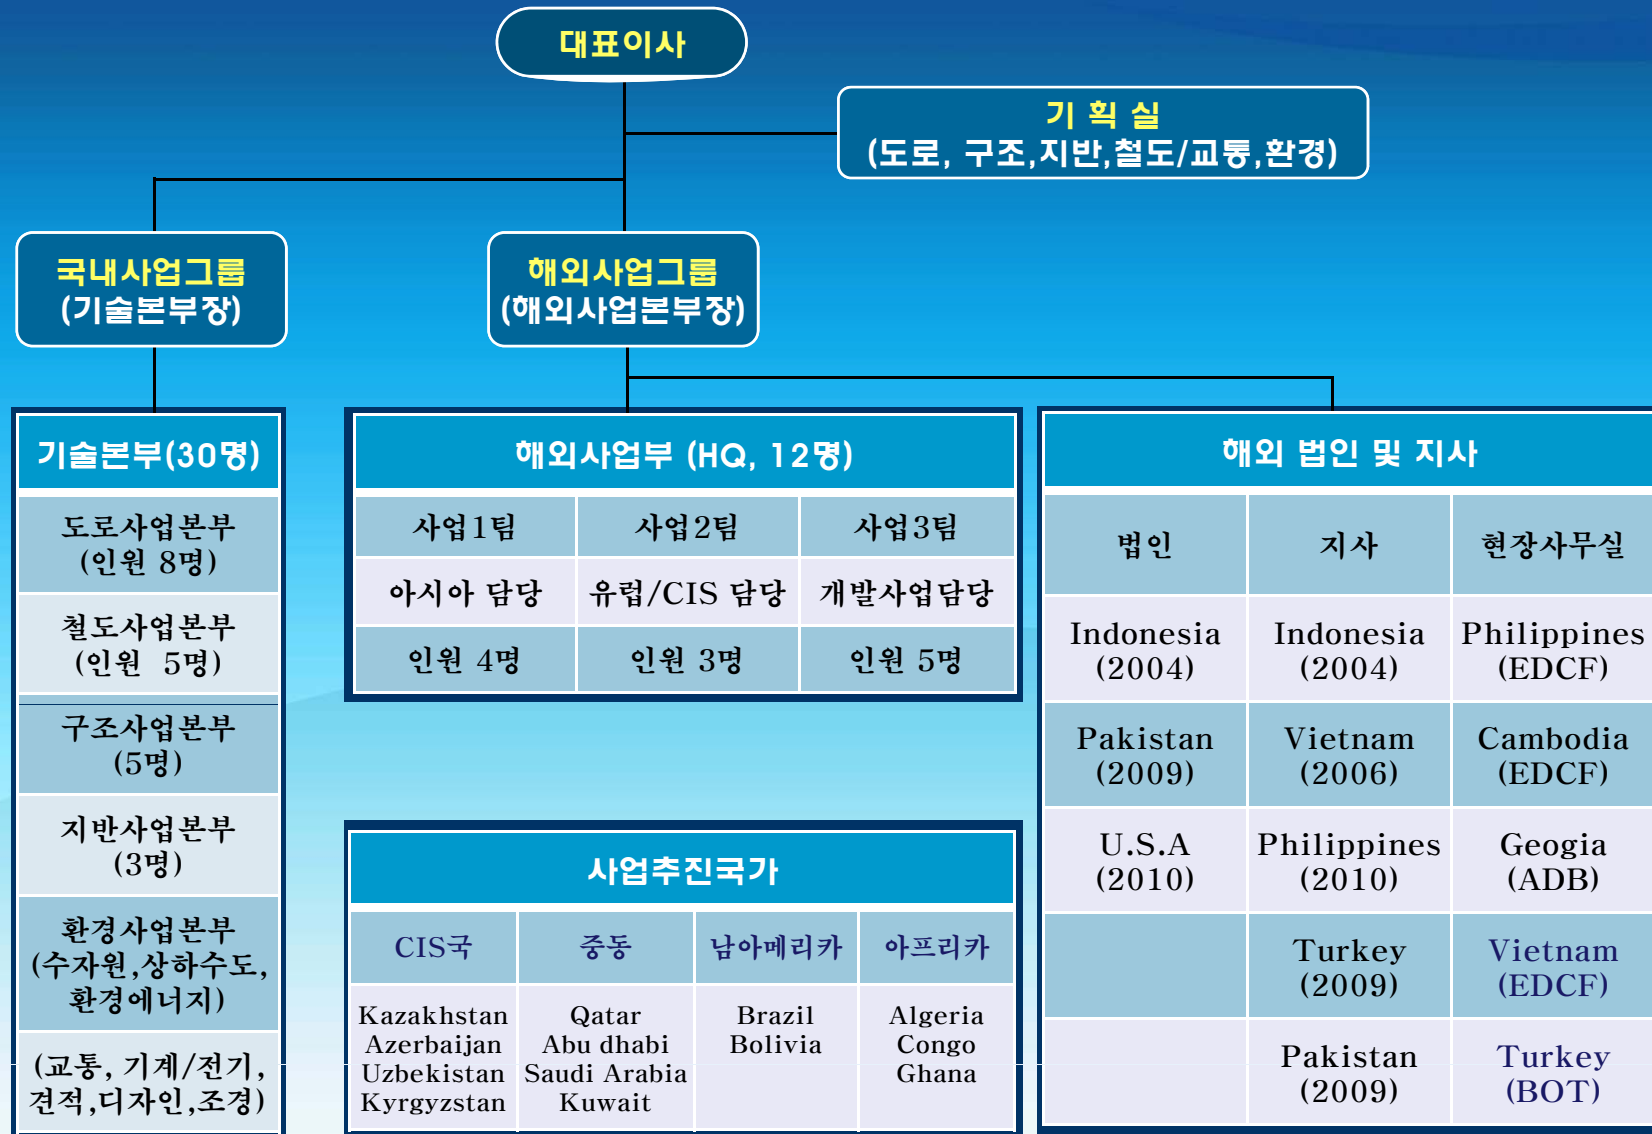 대표이사
기 획 실
(도로, 구조,지반,철도/교통,환경)
국내사업그룹
(기술본부장)
해외사업그룹
(해외사업본부장)
기술본부(30명)
도로사업본부
(인원 8명)
철도사업본부
(인원 5명)
구조사업본부
(5명)
지반사업본부
(3명)
환경사업본부
(수자원,상하수도,
환경에너지)
(교통, 기계/전기,
견적,디자인,조경)
해외사업부 (HQ, 12명)
사업1팀 사업2팀 사업3팀
아시아 담당 유럽/CIS 담당 개발사업담당
인원 4명 인원 3명 인원 5명
사업추진국가
CIS국 중동 남아메리카 아프리카
Kazakhstan Qatar Brazil Algeria
Azerbaijan Abu dhabi Bolivia Congo
Uzbekistan Saudi Arabia Ghana
Kyrgyzstan Kuwait
해외 법인 및 지사
법인 지사 현장사무실
Indonesia Indonesia Philippines
(2004) (2004) (EDCF)
Pakistan Vietnam Cambodia
(2009) (2006) (EDCF)
U.S.A Philippines Geogia
(2010) (2010) (ADB)
Turkey Vietnam
(2009) (EDCF)
Pakistan Turkey
(2009) (BOT)